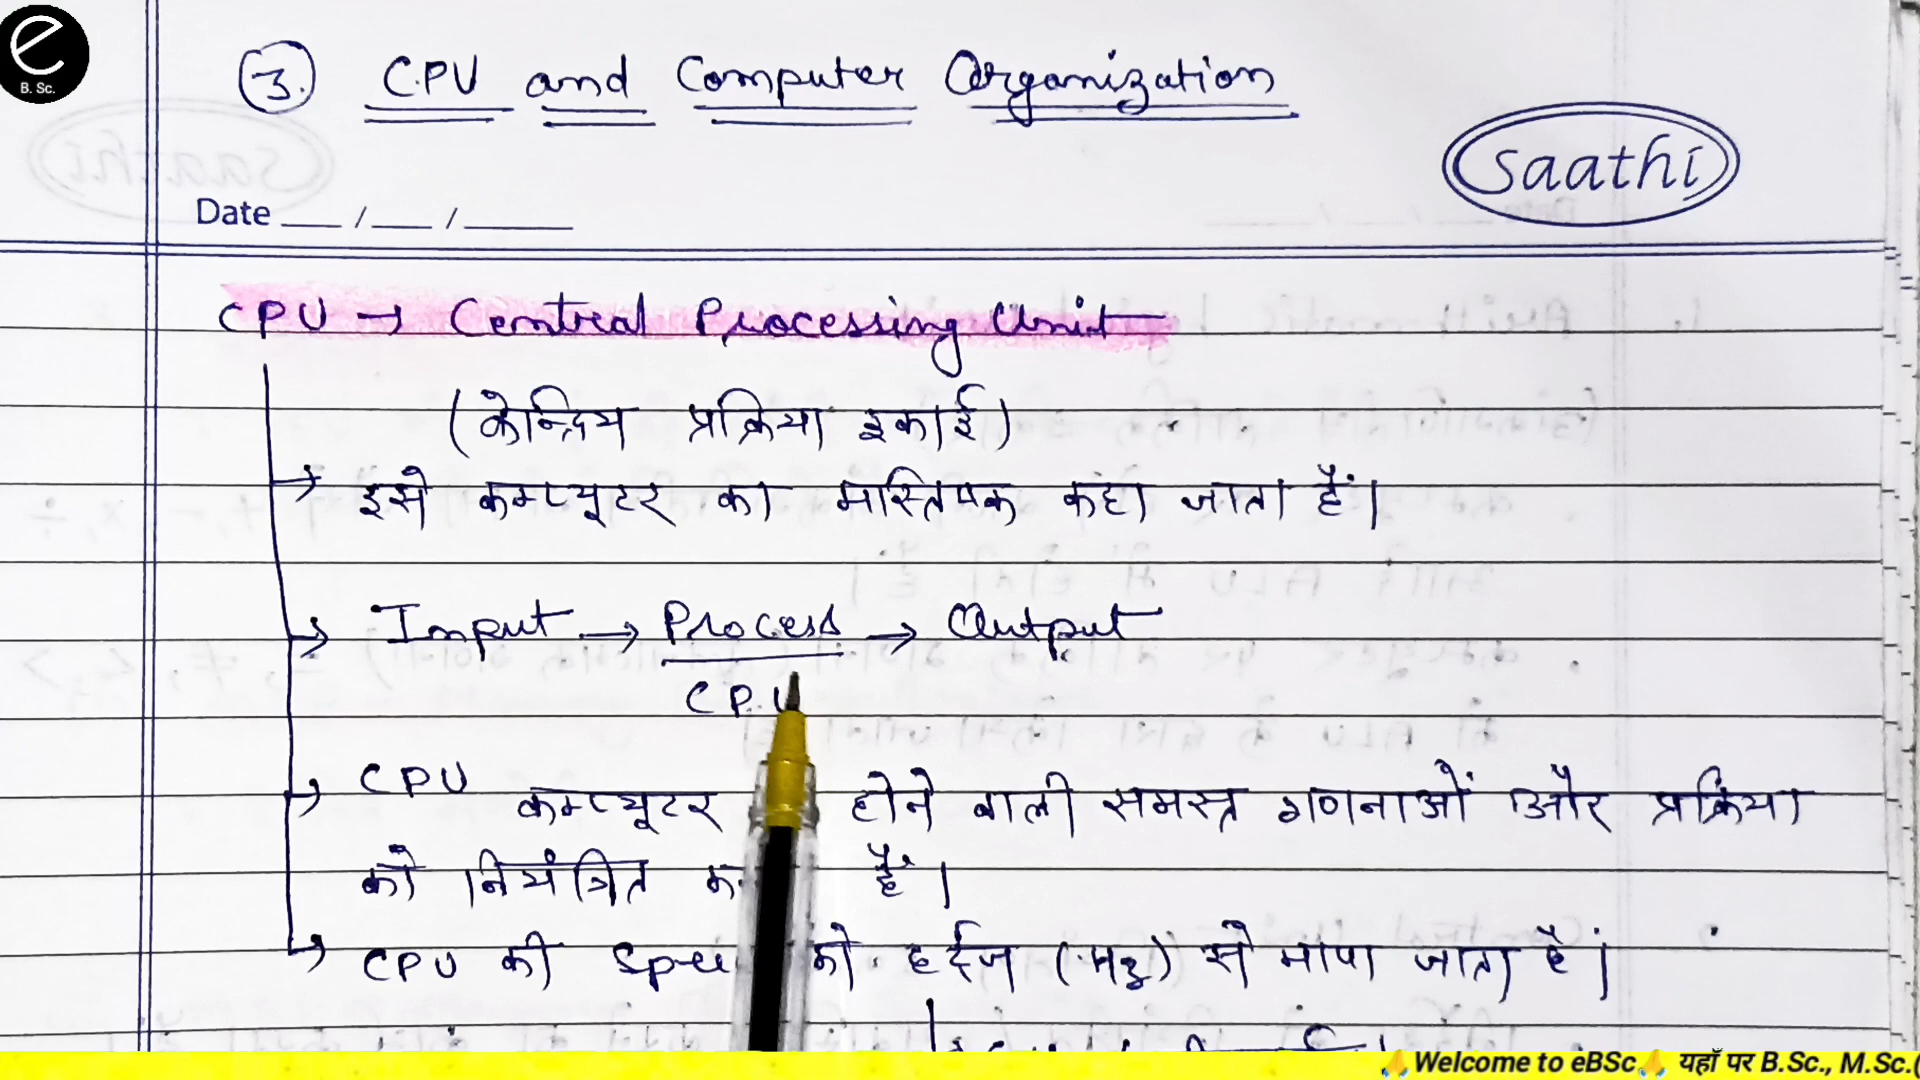 e
B. Sc.
3. CPU and Computer Organization
saathi
Date __/__/____
CPU → Central Processing Unit
(केन्द्रिय प्रक्रिया इकाई)
→ इसे कम्प्यूटर का मस्तिष्क कहा जाता हैं।
→ Input → Process → Output
CPU
→ CPU कम्प्यूटर होने वाली समस्त गणनाओं और प्रक्रिया
को नियंत्रित है।
→ CPU की को हर्ट्ज (Hz) से मापा जाता है।
🙏Welcome to eBSc🙏 यहाँ पर B.Sc., M.Sc.(